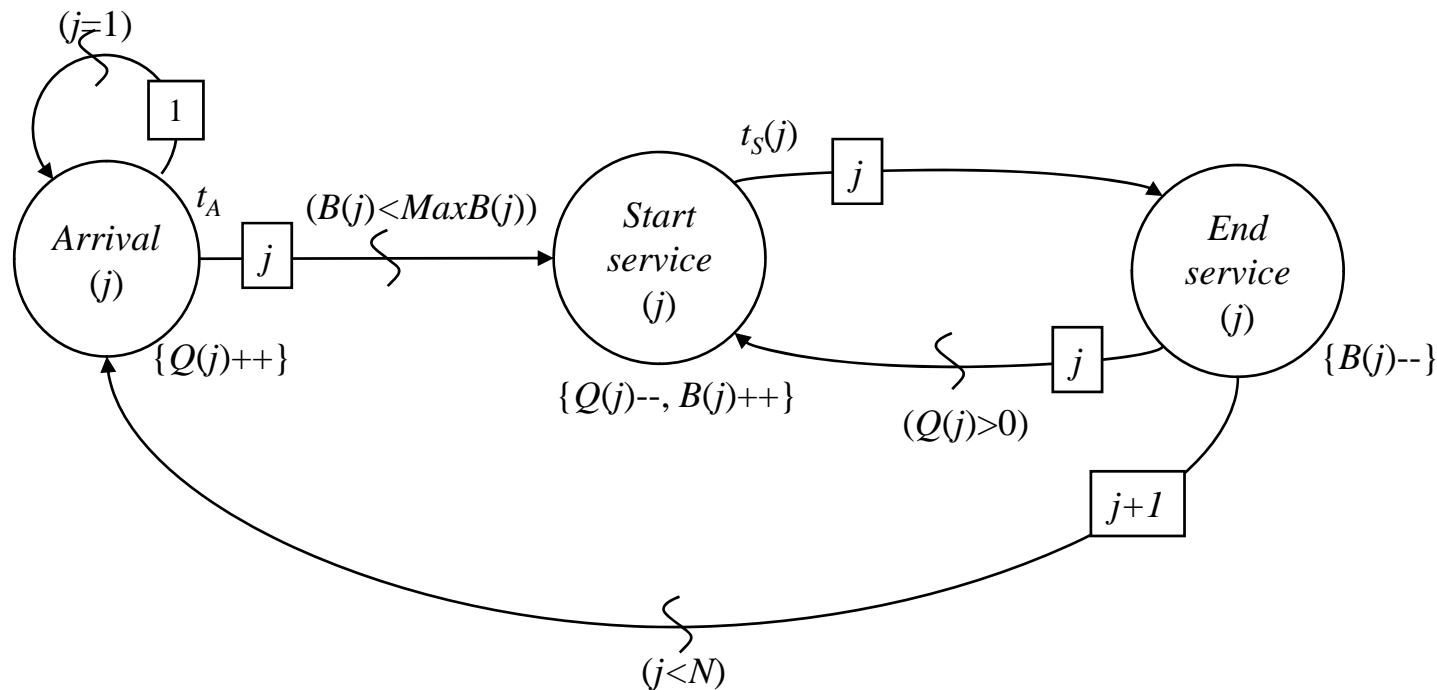 (j=1)
1
t_A
Arrival
(j)
{Q(j)++}
j
(B(j)<MaxB(j))
Start
service
(j)
{Q(j)--, B(j)++}
t_S(j)
j
End
service
(j)
{B(j)--}
j
(Q(j)>0)
j+1
(j<N)